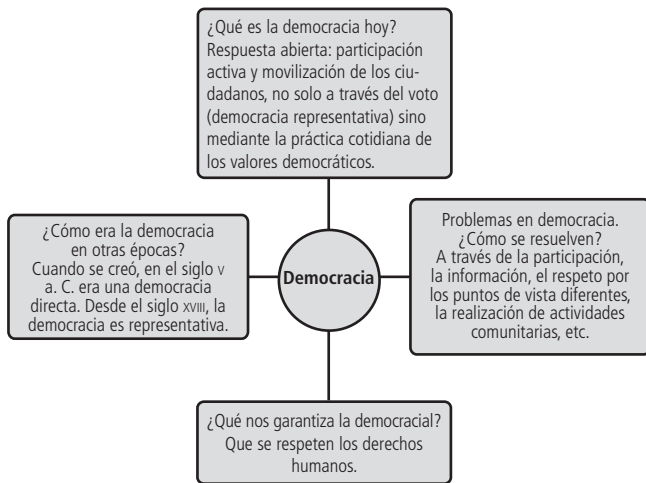 ¿Qué es la democracia hoy?
Respuesta abierta: participación
activa y movilización de los ciu-
dadanos, no solo a través del voto
(democracia representativa) sino
mediante la práctica cotidiana de
los valores democráticos.
¿Cómo era la democracia
en otras épocas?
Cuando se creó, en el siglo V
a. C. era una democracia
directa. Desde el siglo XVIII, la
democracia es representativa.
Democracia
Problemas en democracia.
¿Cómo se resuelven?
A través de la participación,
la información, el respeto por
los puntos de vista diferentes,
la realización de actividades
comunitarias, etc.
¿Qué nos garantiza la democracial?
Que se respeten los derechos
humanos.